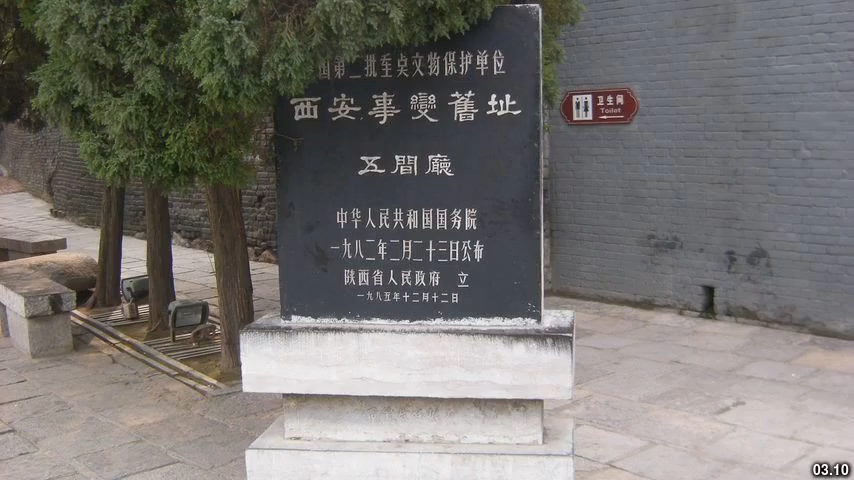 国第二批重点文物保护单位
西安事變舊址
五間廳
中华人民共和国国务院
一九八二年二月二十三日公布
陕西省人民政府 立
一九八五年十二月十二日
卫生间
Toilet
03.10